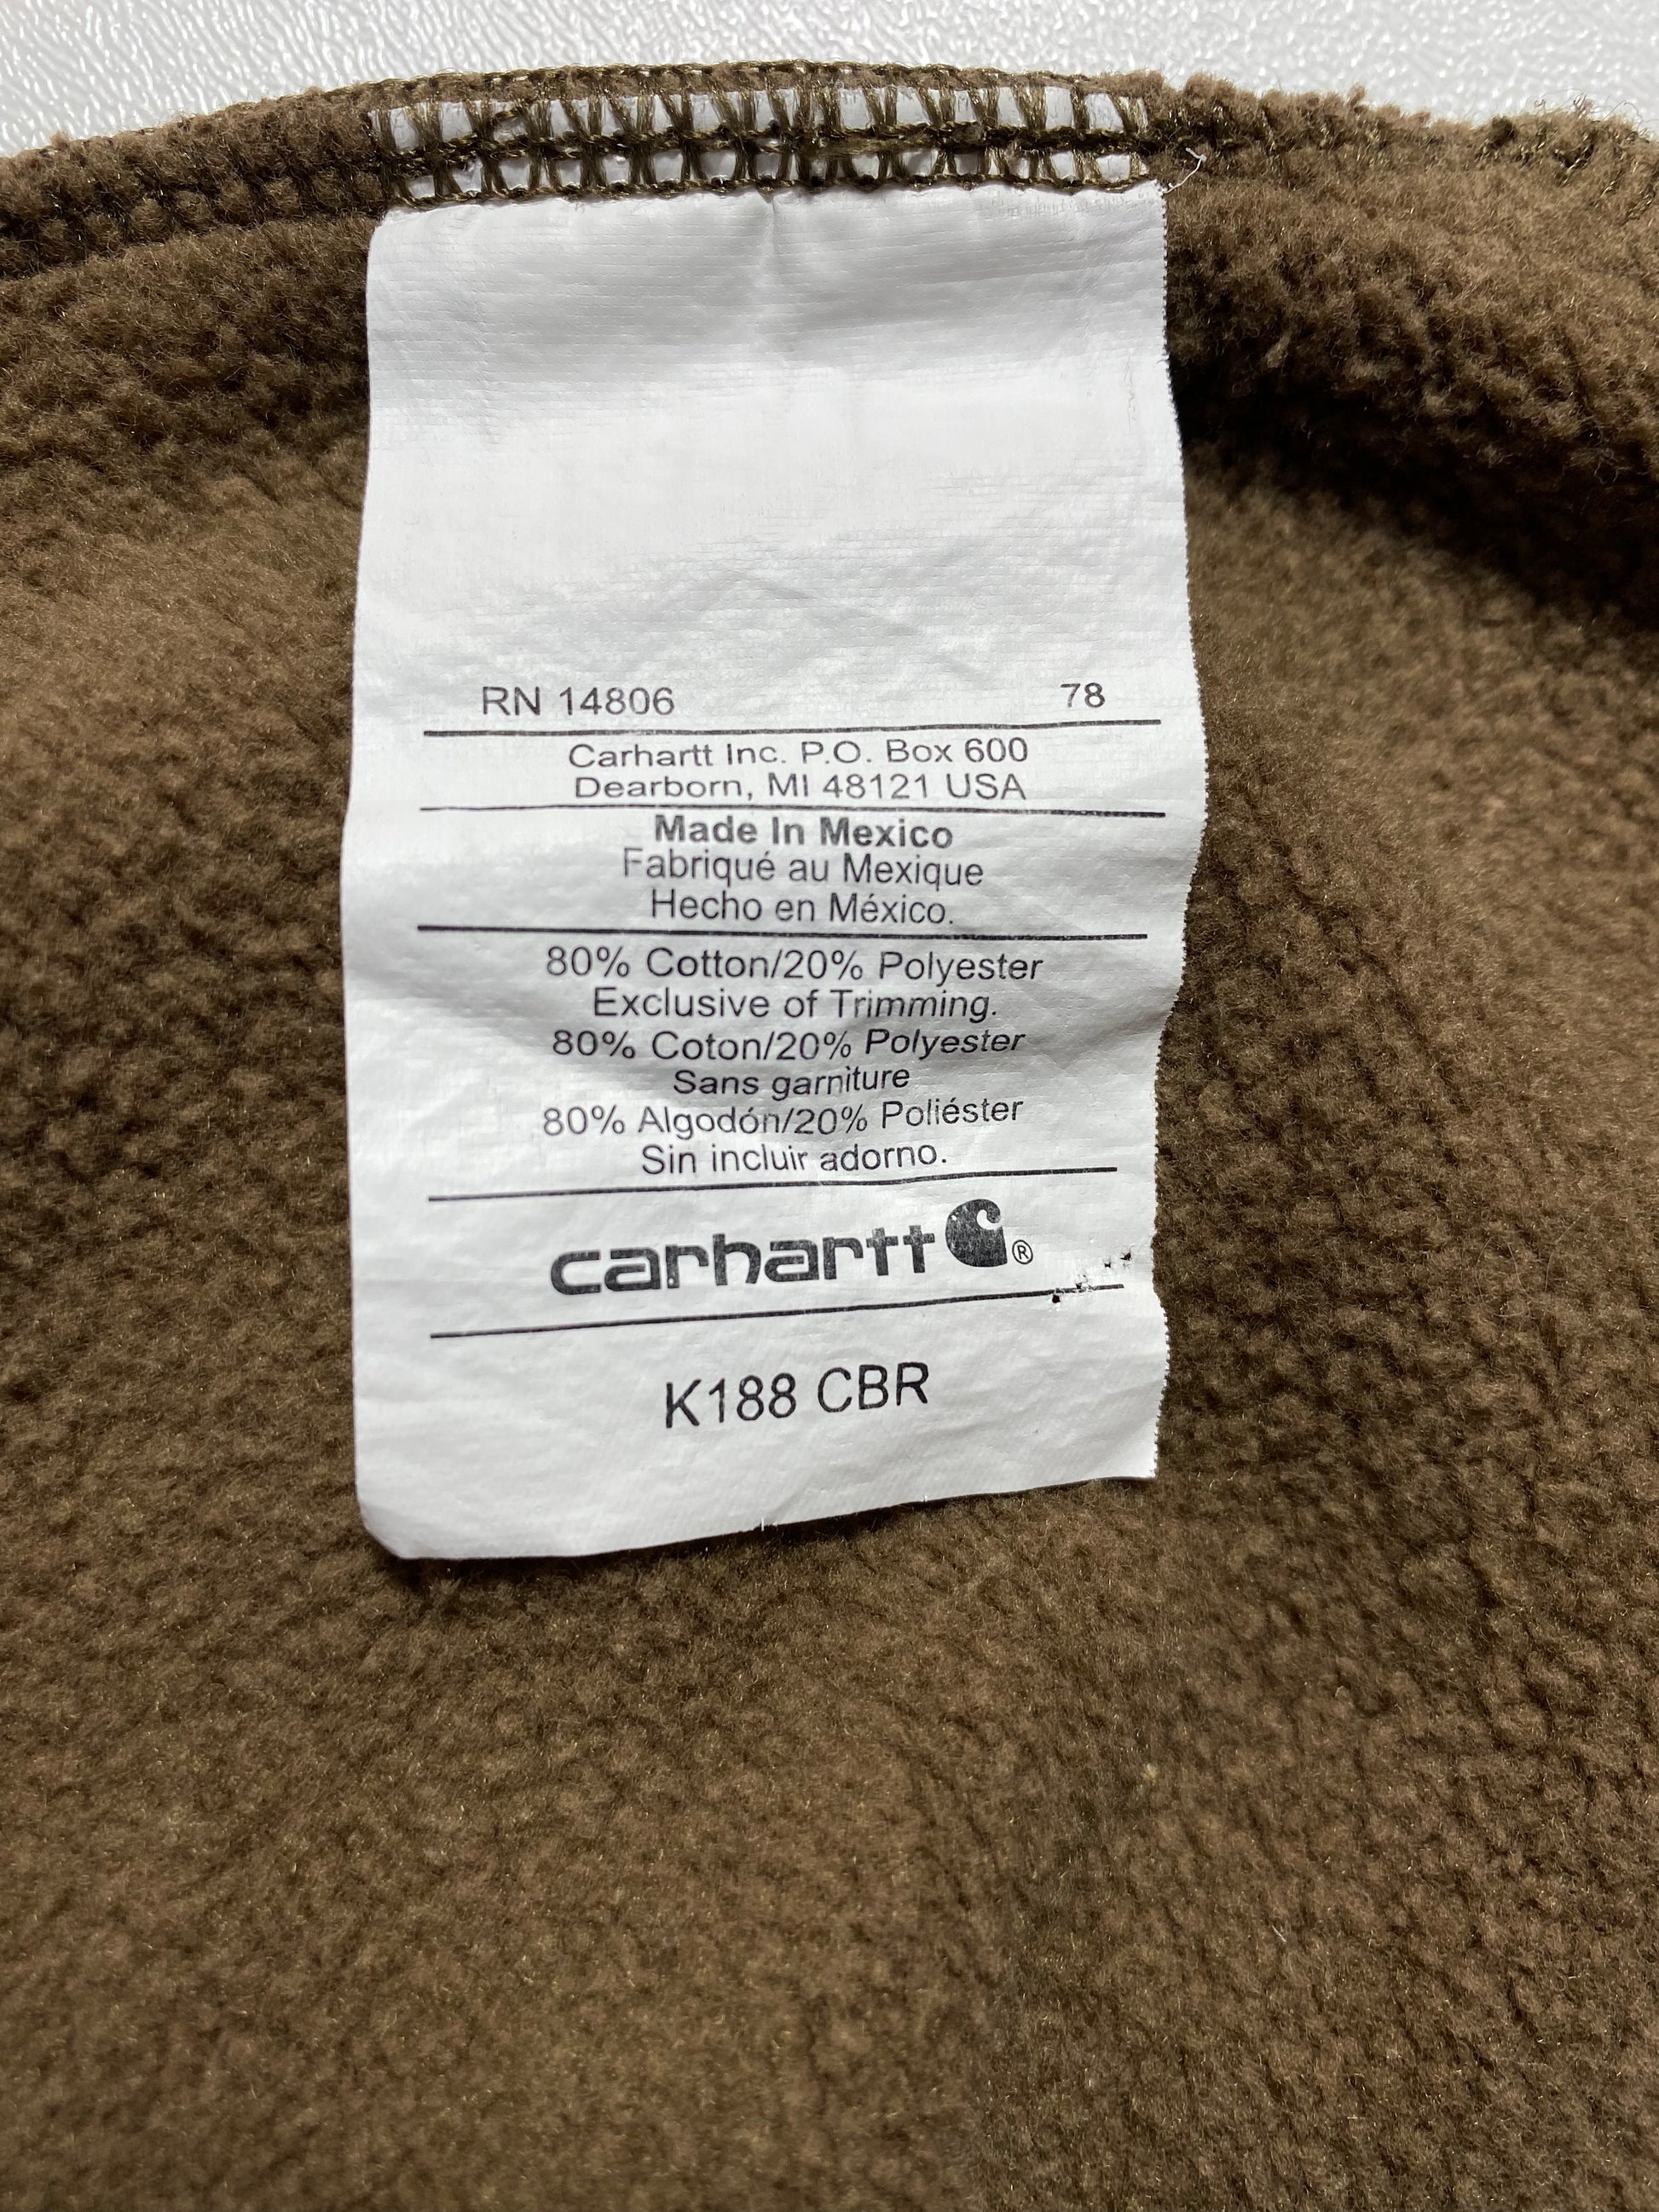 RN 14806 78
Carhartt Inc. P.O. Box 600
Dearborn, MI 48121 USA
Made In Mexico
Fabriqué au Mexique
Hecho en México.
80% Cotton/20% Polyester
Exclusive of Trimming.
80% Coton/20% Polyester
Sans garniture
80% Algodón/20% Poliéster
Sin incluir adorno.
carhartt®
K188 CBR